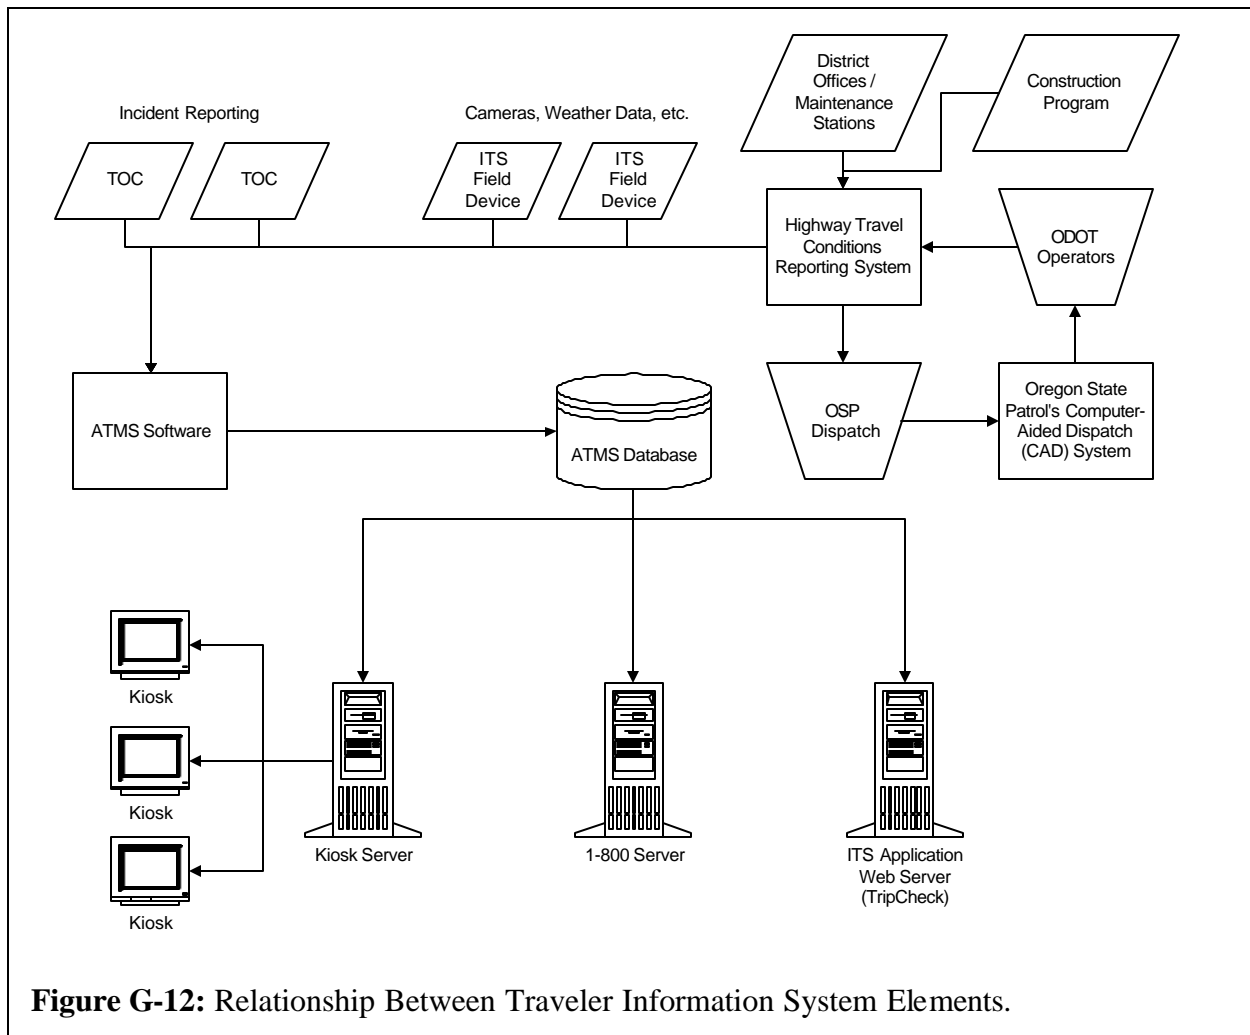 District
Offices /
Maintenance
Stations
Construction
Program
Incident Reporting
Cameras, Weather Data, etc.
TOC
TOC
ITS
Field
Device
ITS
Field
Device
Highway Travel
Conditions
Reporting System
ODOT
Operators
ATMS Software
ATMS Database
OSP
Dispatch
Oregon State
Patrol's Computer-
Aided Dispatch
(CAD) System
Kiosk
Kiosk
Kiosk
Kiosk Server
1-800 Server
ITS Application
Web Server
(TripCheck)
Figure G-12: Relationship Between Traveler Information System Elements.